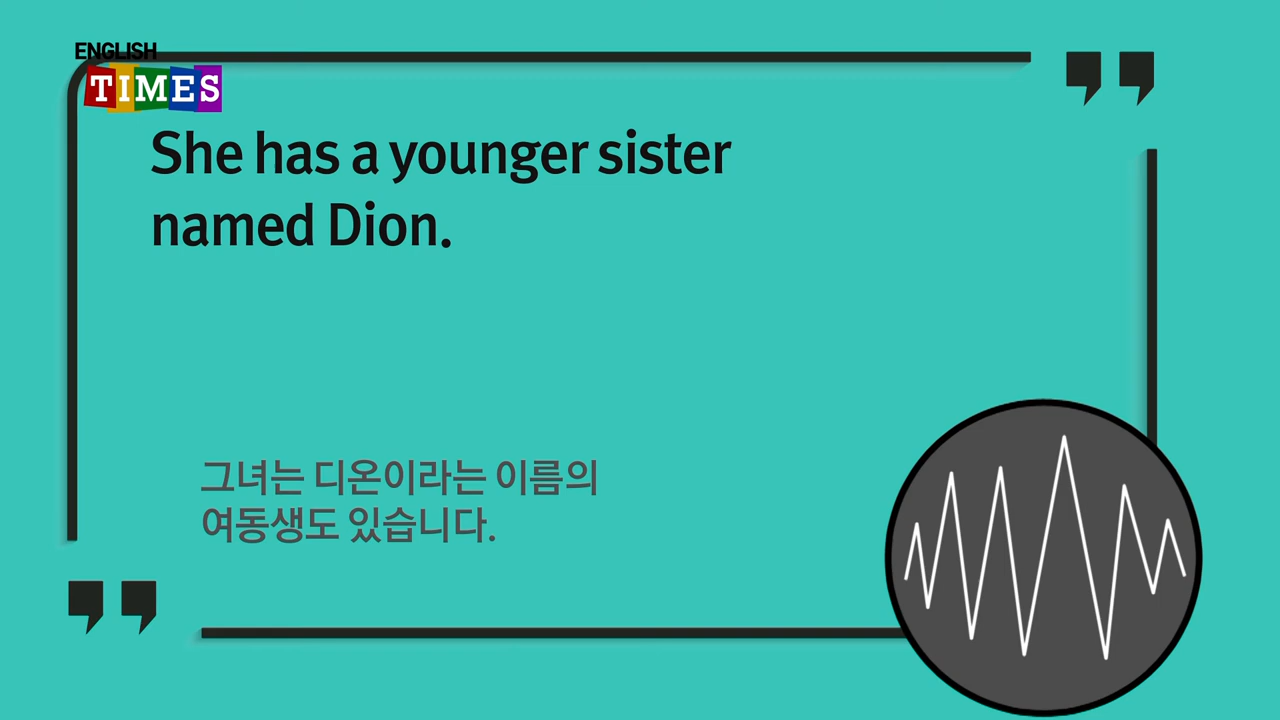 ENGLISH
TIMES
She has a younger sister
named Dion.
그녀는 디온이라는 이름의
여동생도 있습니다.